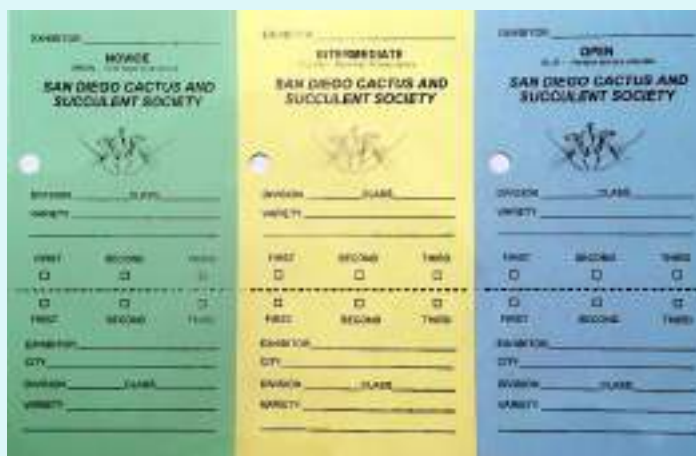 EXHIBITOR
NOVICE
SAN DIEGO CACTUS AND
SUCCULENT SOCIETY
DIVISION CLASS
VARIETY
FIRST SECOND THIRD
FIRST SECOND THIRD
EXHIBITOR
CITY
DIVISION CLASS
VARIETY
EXHIBITOR
INTERMEDIATE
SAN DIEGO CACTUS AND
SUCCULENT SOCIETY
DIVISION CLASS
VARIETY
FIRST SECOND THIRD
FIRST SECOND THIRD
EXHIBITOR
CITY
DIVISION CLASS
VARIETY
EXHIBITOR
OPEN
SAN DIEGO CACTUS AND
SUCCULENT SOCIETY
DIVISION CLASS
VARIETY
FIRST SECOND THIRD
FIRST SECOND THIRD
EXHIBITOR
CITY
DIVISION CLASS
VARIETY